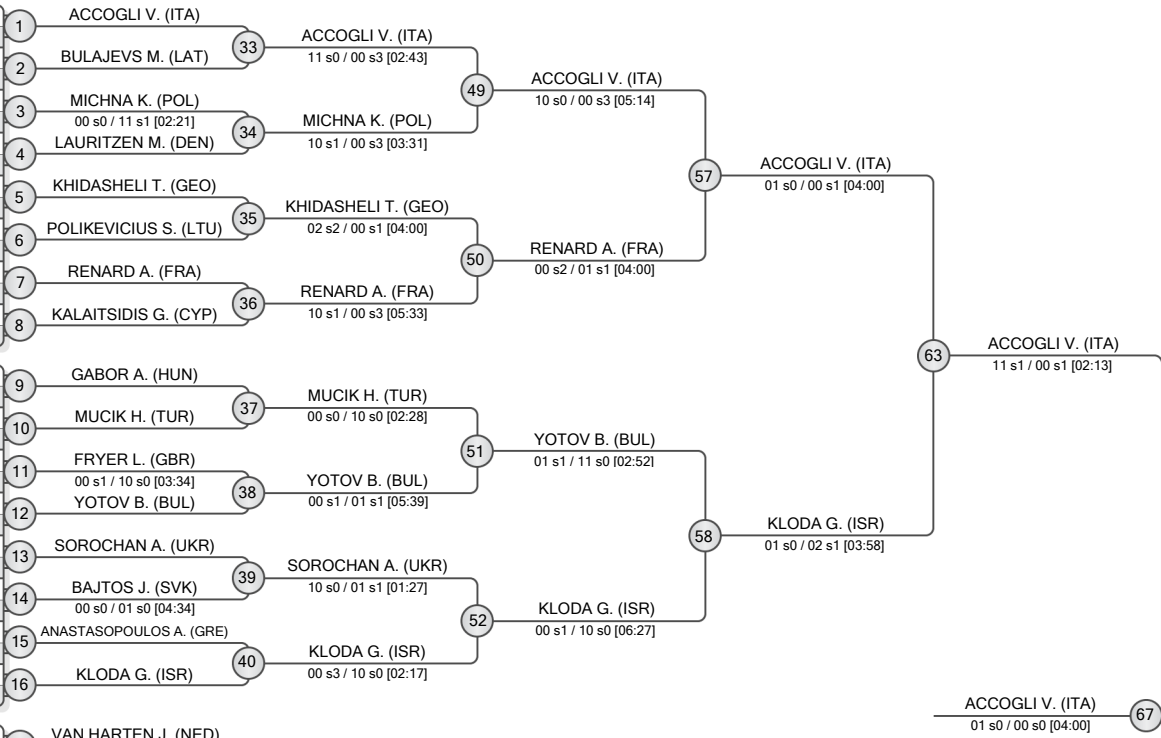 1
ACCOGLI V. (ITA)
2
BULAJEVS M. (LAT)
33
ACCOGLI V. (ITA)
11 s0 / 00 s3 [02:43]
3
MICHNA K. (POL)
00 s0 / 11 s1 [02:21]
4
LAURITZEN M. (DEN)
34
MICHNA K. (POL)
10 s1 / 00 s3 [03:31]
49
ACCOGLI V. (ITA)
10 s0 / 00 s3 [05:14]
5
KHIDASHELI T. (GEO)
6
POLIKEVICIUS S. (LTU)
35
KHIDASHELI T. (GEO)
02 s2 / 00 s1 [04:00]
7
RENARD A. (FRA)
8
KALAITSIDIS G. (CYP)
36
RENARD A. (FRA)
10 s1 / 00 s3 [05:33]
50
RENARD A. (FRA)
00 s2 / 01 s1 [04:00]
57
ACCOGLI V. (ITA)
01 s0 / 00 s1 [04:00]
9
GABOR A. (HUN)
10
MUCIK H. (TUR)
37
MUCIK H. (TUR)
00 s0 / 10 s0 [02:28]
11
FRYER L. (GBR)
00 s1 / 10 s0 [03:34]
12
YOTOV B. (BUL)
38
YOTOV B. (BUL)
00 s1 / 01 s1 [05:39]
51
YOTOV B. (BUL)
01 s1 / 11 s0 [02:52]
13
SOROCHAN A. (UKR)
14
BAJTOS J. (SVK)
00 s0 / 01 s0 [04:34]
39
SOROCHAN A. (UKR)
10 s0 / 01 s1 [01:27]
15
ANASTASOPOULOS A. (GRE)
16
KLODA G. (ISR)
40
KLODA G. (ISR)
00 s3 / 10 s0 [02:17]
52
KLODA G. (ISR)
00 s1 / 10 s0 [06:27]
58
KLODA G. (ISR)
01 s0 / 02 s1 [03:58]
63
ACCOGLI V. (ITA)
11 s1 / 00 s1 [02:13]
ACCOGLI V. (ITA)
01 s0 / 00 s0 [04:00]
67
VAN HARTEN J. (NED)